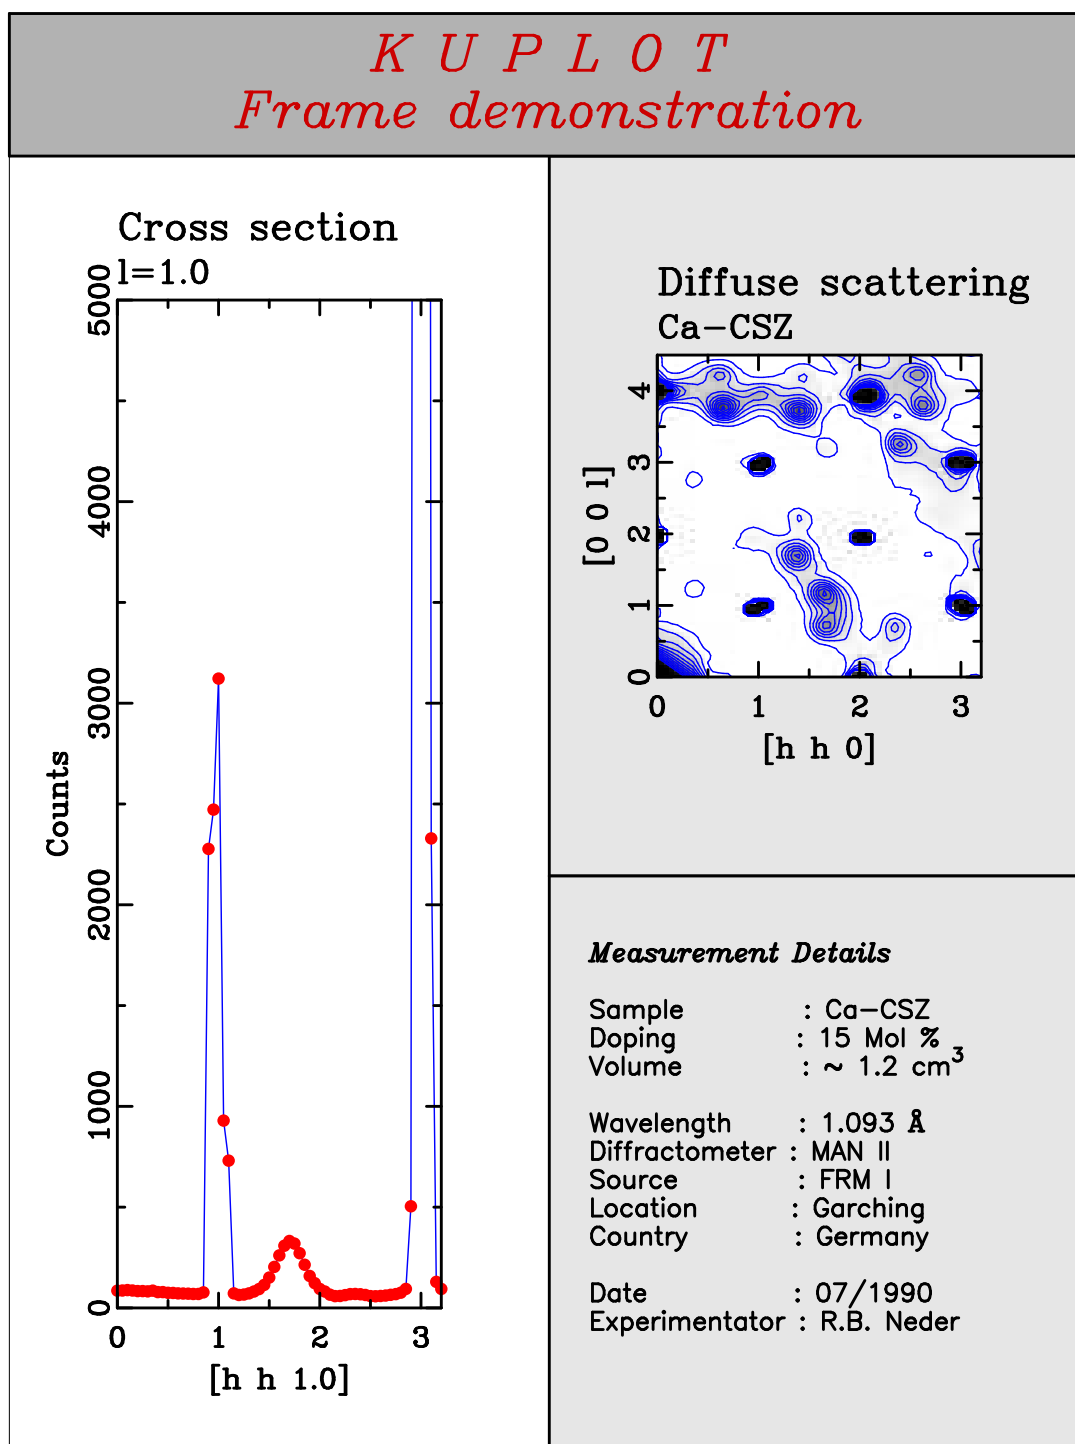 K U P L O T
Frame demonstration
Cross section
l=1.0
5000
4000
3000
2000
1000
0
Counts
0 1 2 3
[h h 1.0]
Diffuse scattering
Ca-CSZ
4
3
2
1
0
[0 0 l]
0 1 2 3
[h h 0]
Measurement Details
Sample : Ca-CSZ
Doping : 15 Mol %
Volume : ~ 1.2 cm³
Wavelength : 1.093 Å
Diffractometer : MAN II
Source : FRM I
Location : Garching
Country : Germany
Date : 07/1990
Experimentator : R.B. Neder